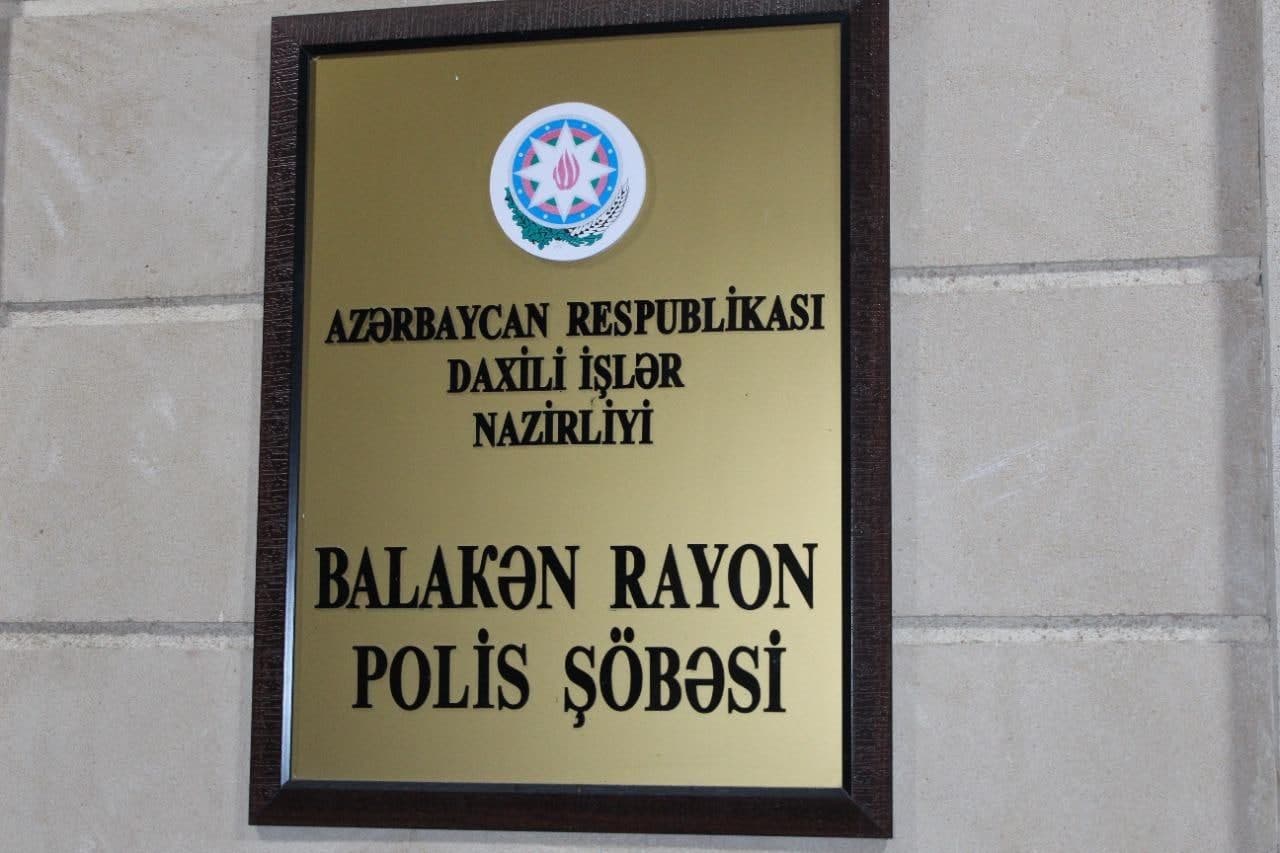 AZƏRBAYCAN RESPUBLİKASI
DAXİLİ İŞLƏR
NAZİRLİYİ
BALAKƏN RAYON
POLİS ŞÖBƏSİ